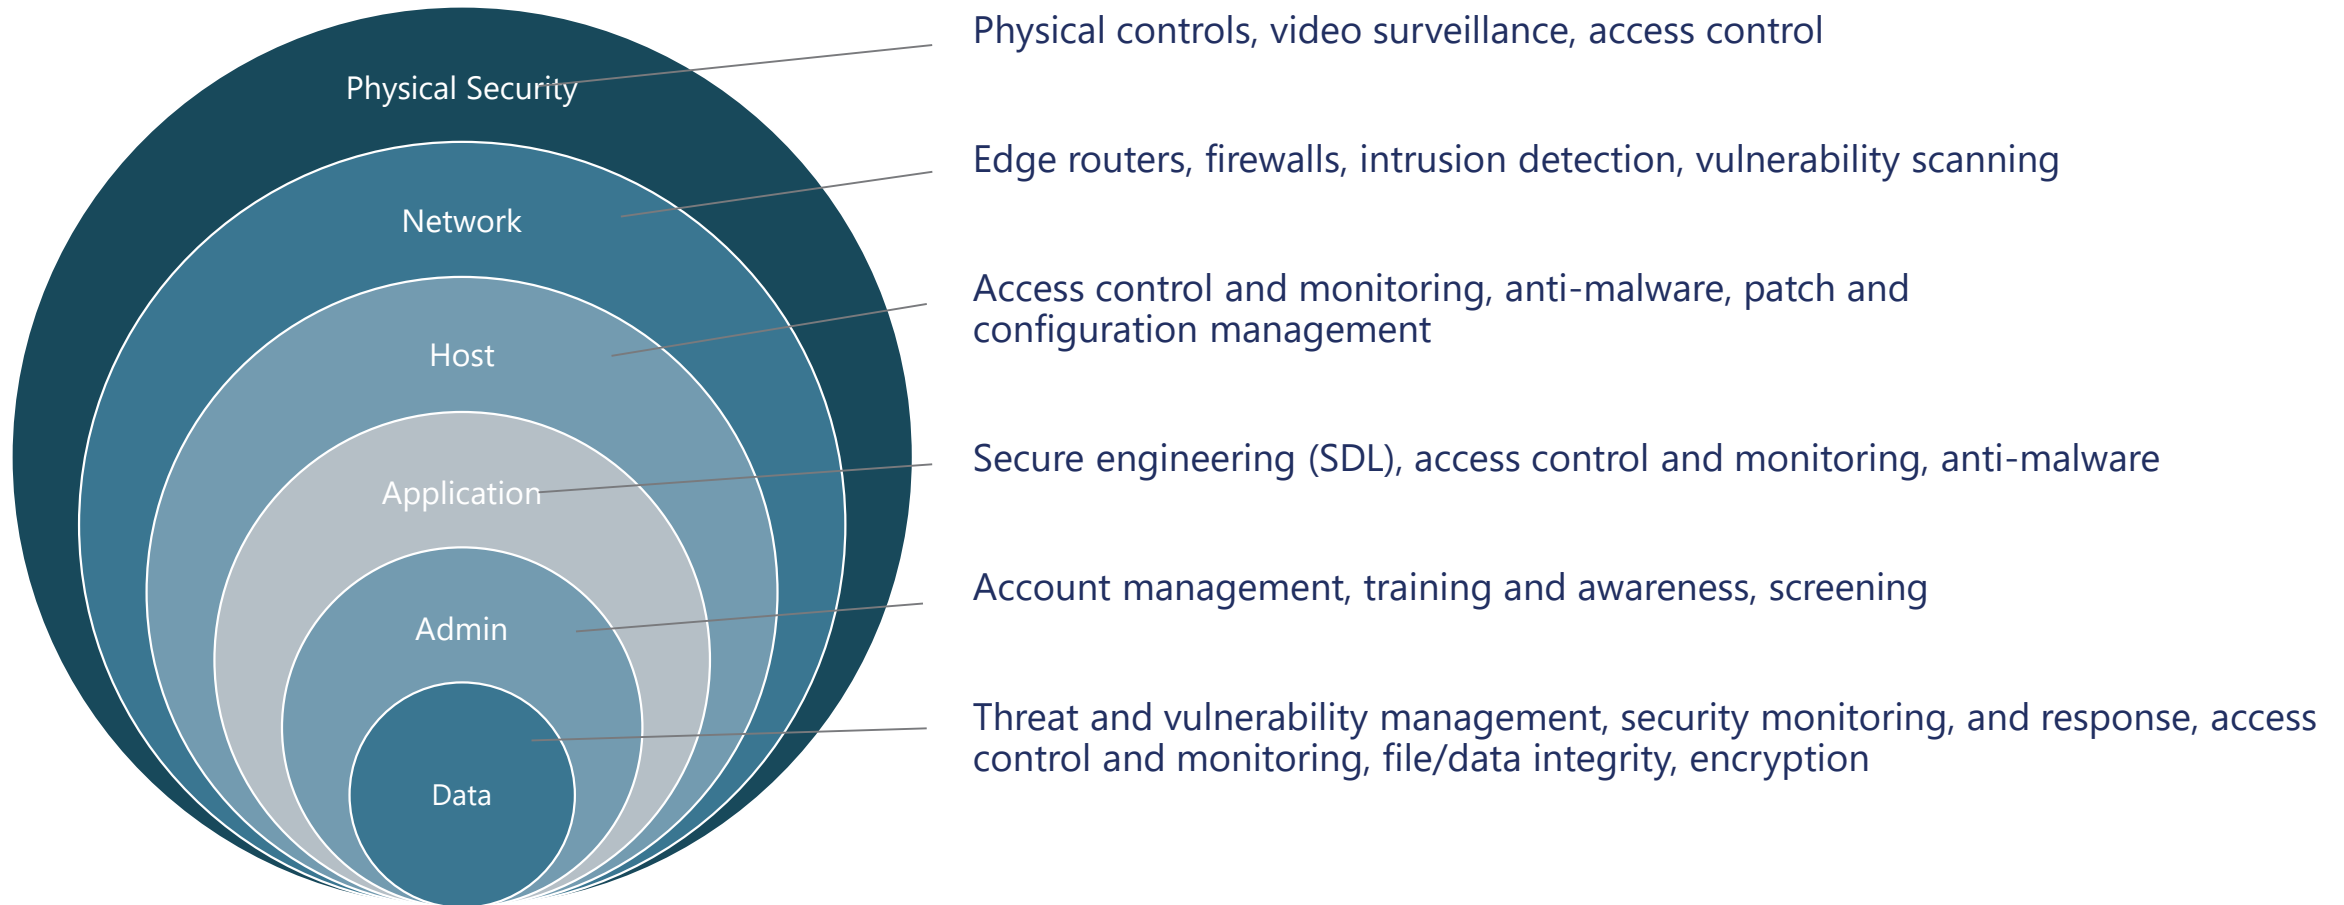 Physical Security
Physical controls, video surveillance, access control
Network
Edge routers, firewalls, intrusion detection, vulnerability scanning
Host
Access control and monitoring, anti-malware, patch and
configuration management
Application
Secure engineering (SDL), access control and monitoring, anti-malware
Admin
Account management, training and awareness, screening
Data
Threat and vulnerability management, security monitoring, and response, access
control and monitoring, file/data integrity, encryption